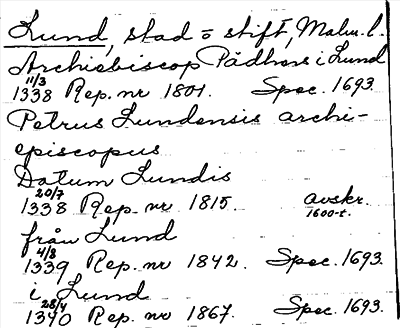 Lund, stad o stift, Malm. l.
Archiebiscop Pädhers i Lund
11/3
1338 Rep. nr 1801. Spec. 1693.
Petrus Lundensis archi-
episcopus
Datum Lundis
20/7 avskr.
1338 Rep. nr 1815. 1600-t.
från Lund
4/8
1339 Rep. nr 1842. Spec. 1693.
i Lund
28/4
1340 Rep. nr 1867. Spec. 1693.